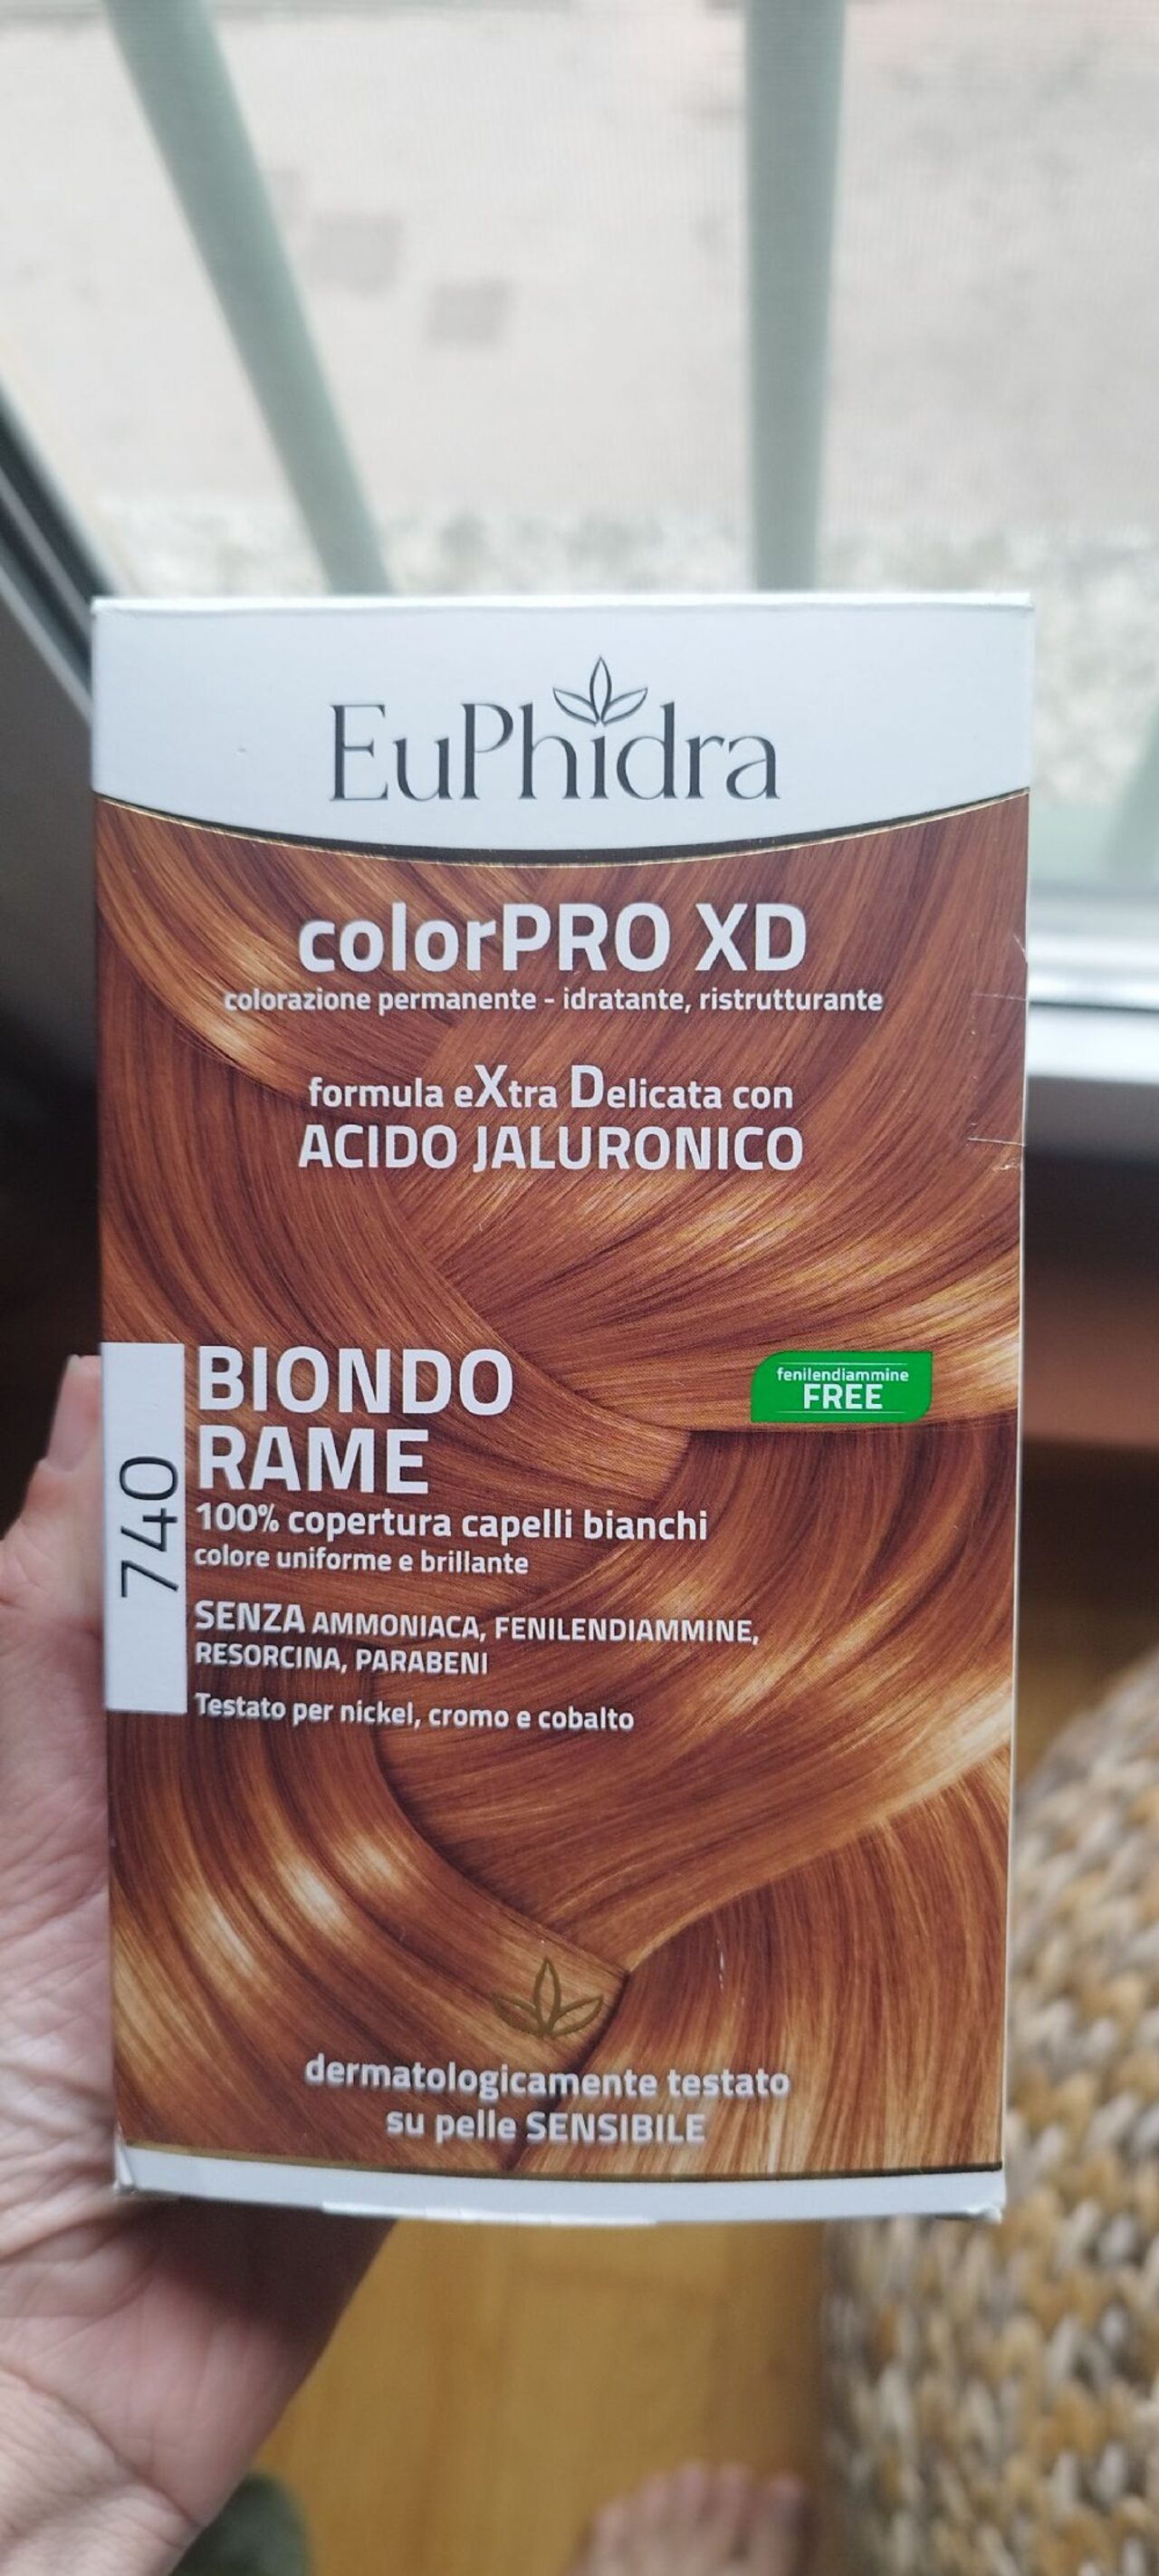 EuPhidra
colorPRO XD
colorazione permanente - idratante, ristrutturante
formula eXtra Delicata con
ACIDO JALURONICO
BIONDO
RAME
fenilendiammine
FREE
740
100% copertura capelli bianchi
colore uniforme e brillante
SENZA AMMONIACA, FENILENDIAMMINE,
RESORCINA, PARABENI
Testato per nickel, cromo e cobalto
dermatologicamente testato
su pelle SENSIBILE